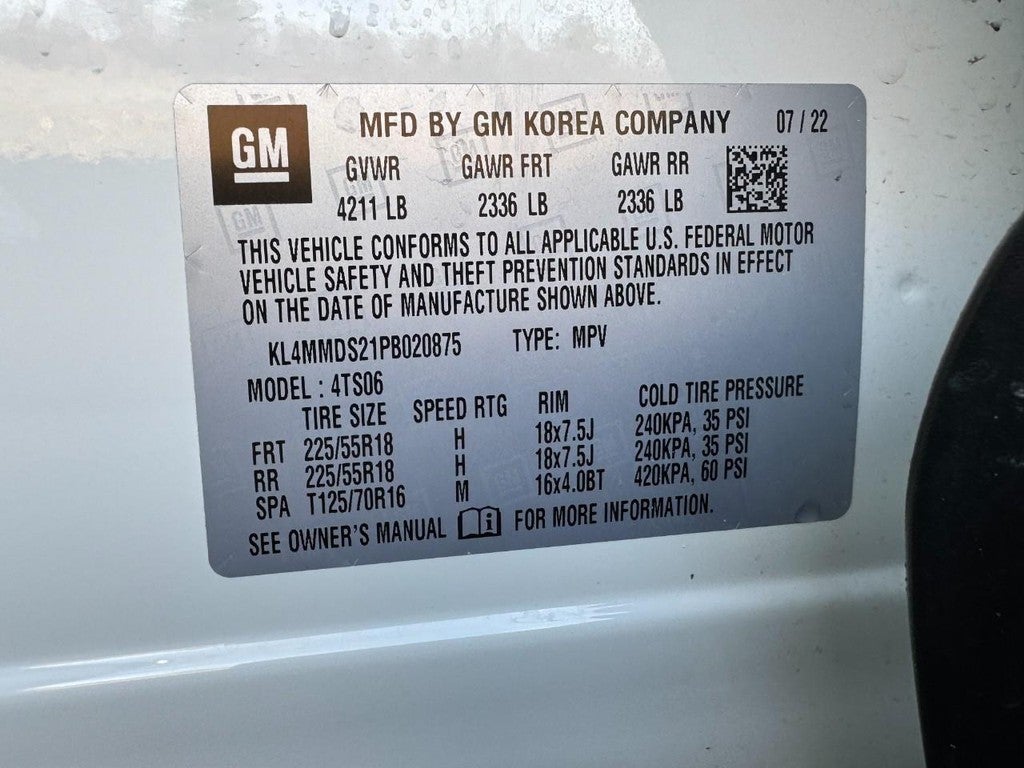 GM MFD BY GM KOREA COMPANY 07 / 22
GVWR GAWR FRT GAWR RR
4211 LB 2336 LB 2336 LB
THIS VEHICLE CONFORMS TO ALL APPLICABLE U.S. FEDERAL MOTOR
VEHICLE SAFETY AND THEFT PREVENTION STANDARDS IN EFFECT
ON THE DATE OF MANUFACTURE SHOWN ABOVE.
KL4MMDS21PB020875 TYPE: MPV
MODEL : 4TS06
TIRE SIZE SPEED RTG RIM COLD TIRE PRESSURE
FRT 225/55R18 H 18x7.5J 240KPA, 35 PSI
RR 225/55R18 H 18x7.5J 240KPA, 35 PSI
SPA T125/70R16 M 16x4.0BT 420KPA, 60 PSI
SEE OWNER'S MANUAL FOR MORE INFORMATION.